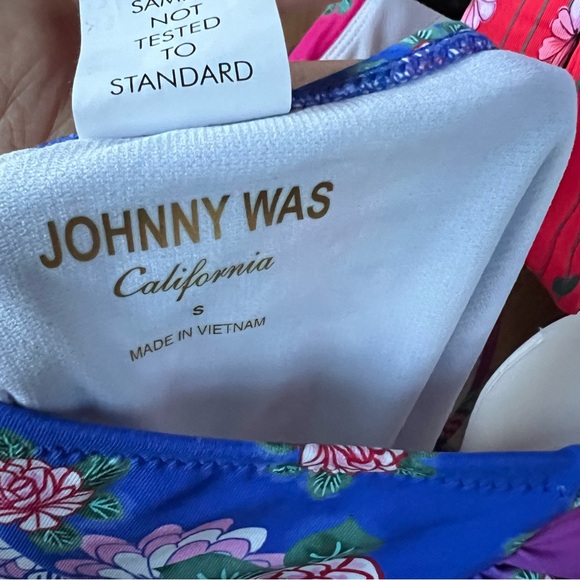 NOT
TESTED
TO
STANDARD
JOHNNY WAS
California
S
MADE IN VIETNAM